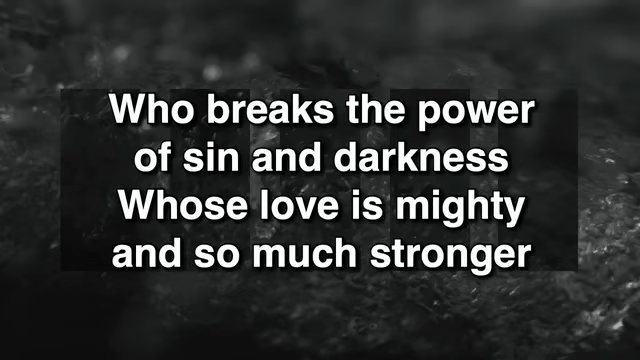 Who breaks the power
of sin and darkness
Whose love is mighty
and so much stronger